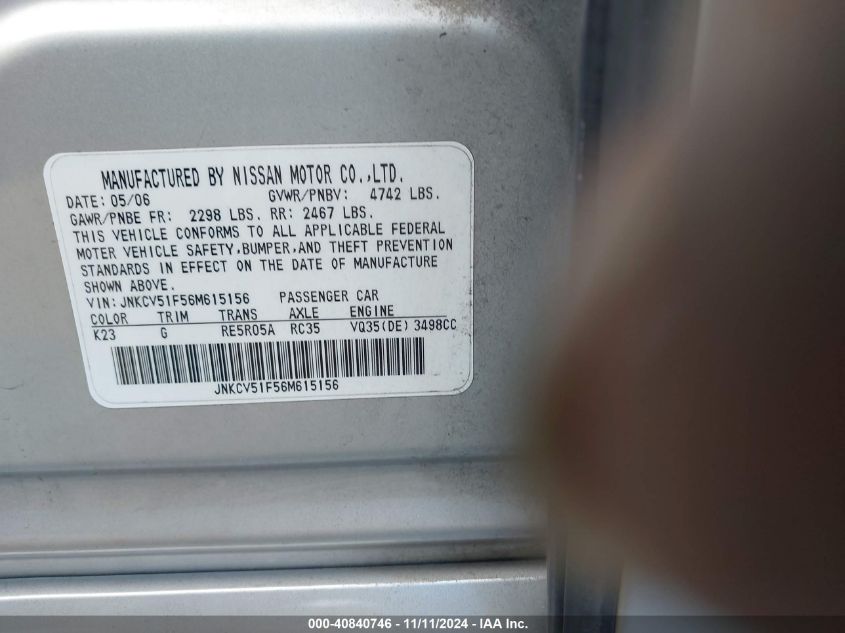 MANUFACTURED BY NISSAN MOTOR CO.,LTD.
DATE: 05/06 GVWR/PNBV: 4742 LBS.
GAWR/PNBE FR: 2298 LBS. RR: 2467 LBS.
THIS VEHICLE CONFORMS TO ALL APPLICABLE FEDERAL
MOTER VEHICLE SAFETY,BUMPER,AND THEFT PREVENTION
STANDARDS IN EFFECT ON THE DATE OF MANUFACTURE
SHOWN ABOVE.
VIN: JNKCV51F56M615156 PASSENGER CAR
COLOR TRIM TRANS AXLE ENGINE
K23 G RE5R05A RC35 VQ35(DE) 3498CC
JNKCV51F56M615156
000-40840746 - 11/11/2024 - IAAI Inc.